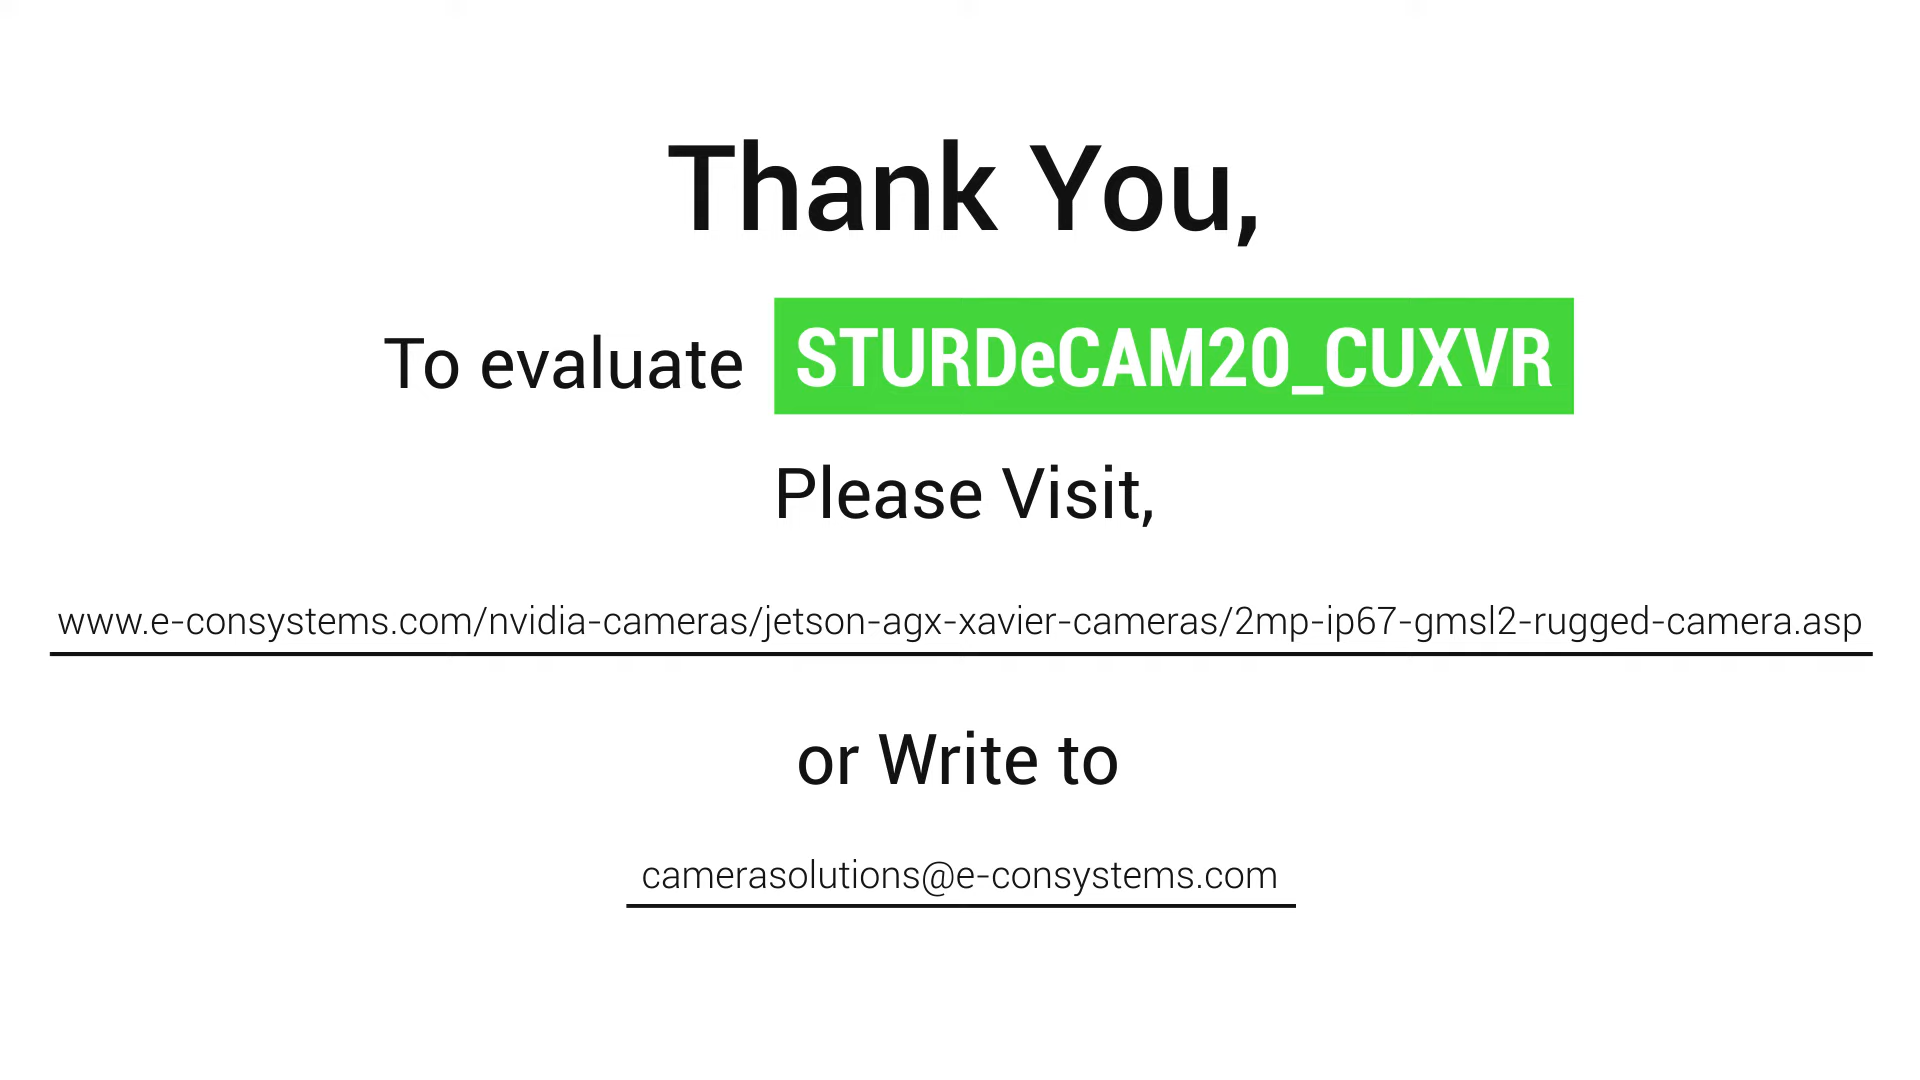 Thank You,
To evaluate STURDeCAM20_CUXVR
Please Visit,
www.e-consystems.com/nvidia-cameras/jetson-agx-xavier-cameras/2mp-ip67-gmsl2-rugged-camera.asp
or Write to
camerasolutions@e-consystems.com